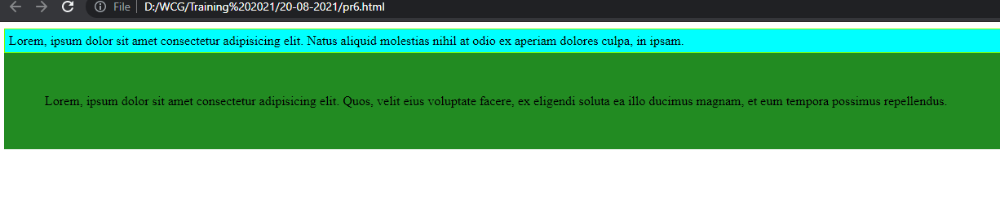 File D:/WCG/Training%202021/20-08-2021/pr6.html
Lorem, ipsum dolor sit amet consectetur adipisicing elit. Natus aliquid molestias nihil at odio ex aperiam dolores culpa, in ipsam.
Lorem, ipsum dolor sit amet consectetur adipisicing elit. Quos, velit eius voluptate facere, ex eligendi soluta ea illo ducimus magnam, et eum tempora possimus repellendus.